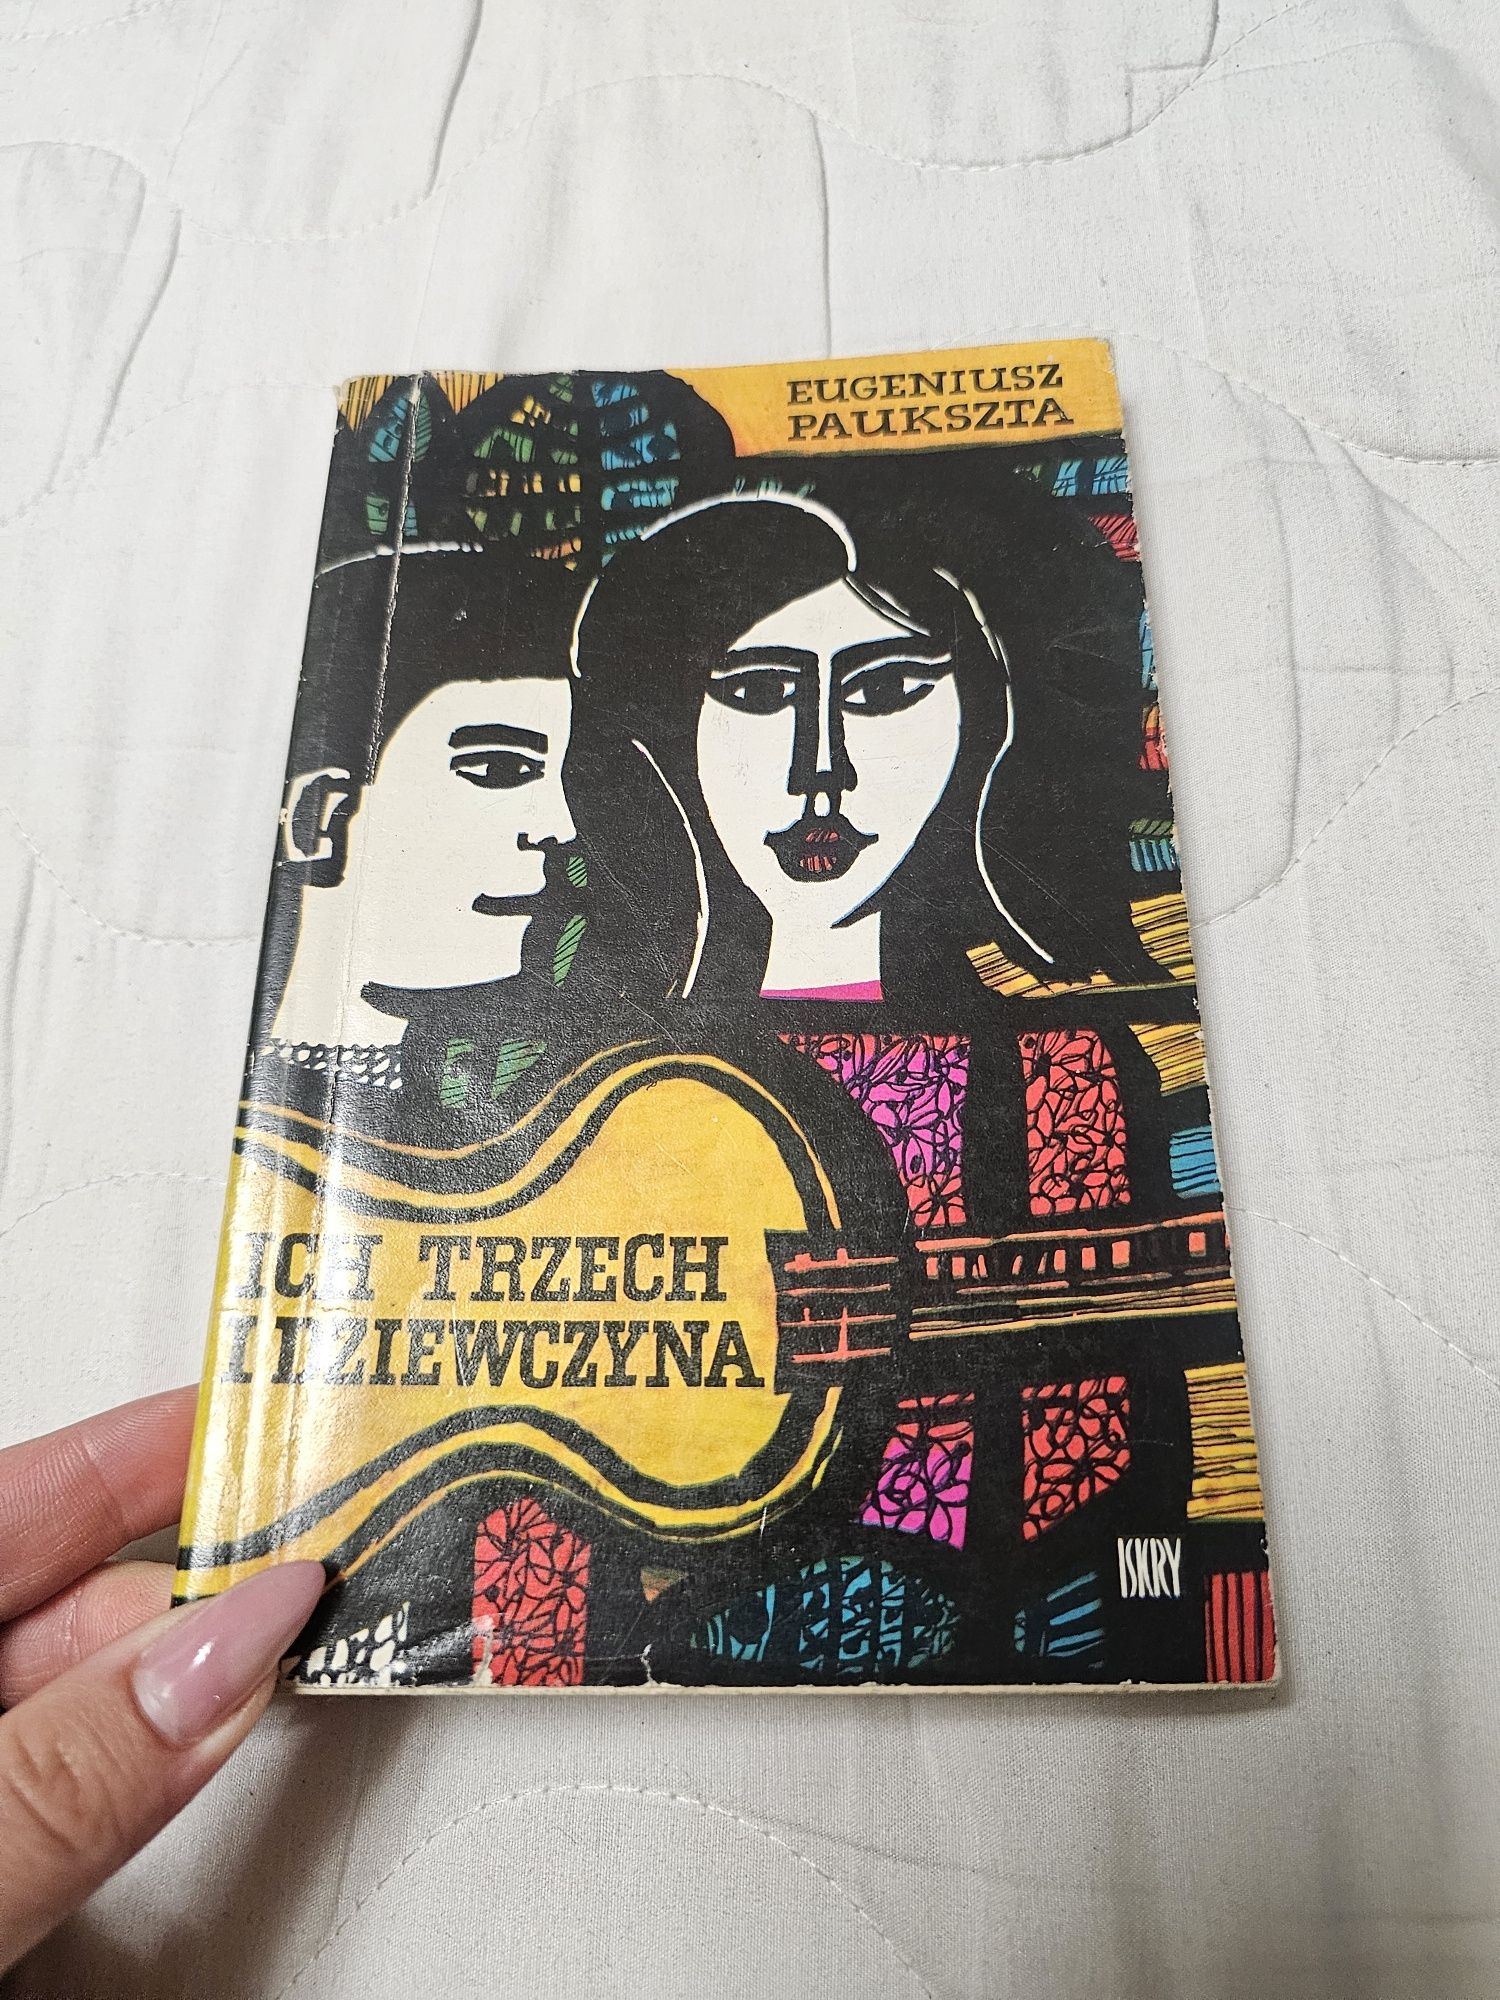 EUGENIUSZ
PAUKSZTA
ICH TRZECH
I DZIEWCZYNA
ISKRY